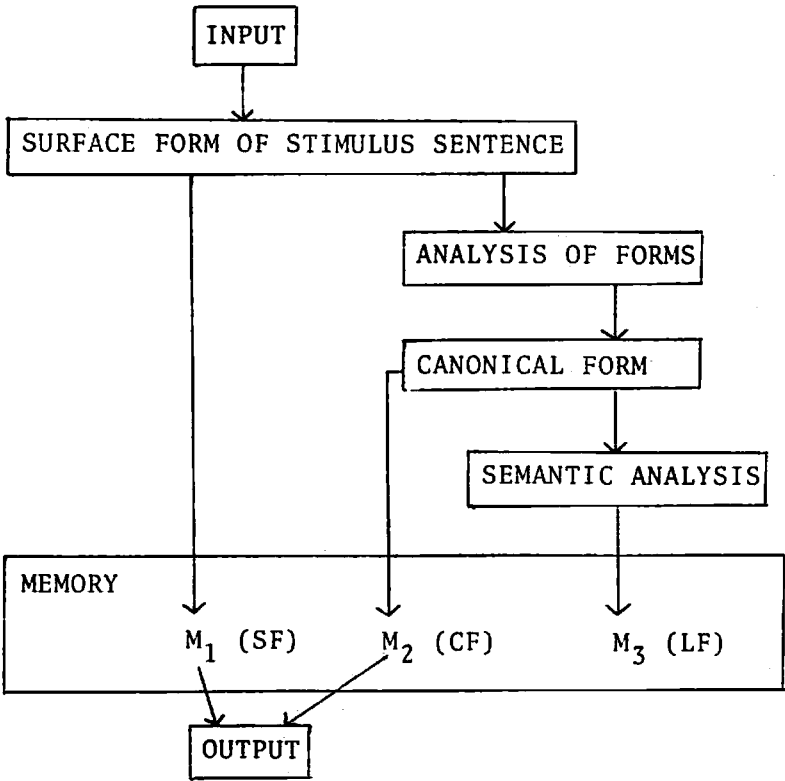 INPUT
SURFACE FORM OF STIMULUS SENTENCE
ANALYSIS OF FORMS
CANONICAL FORM
SEMANTIC ANALYSIS
MEMORY
M1 (SF) M2 (CF) M3 (LF)
OUTPUT